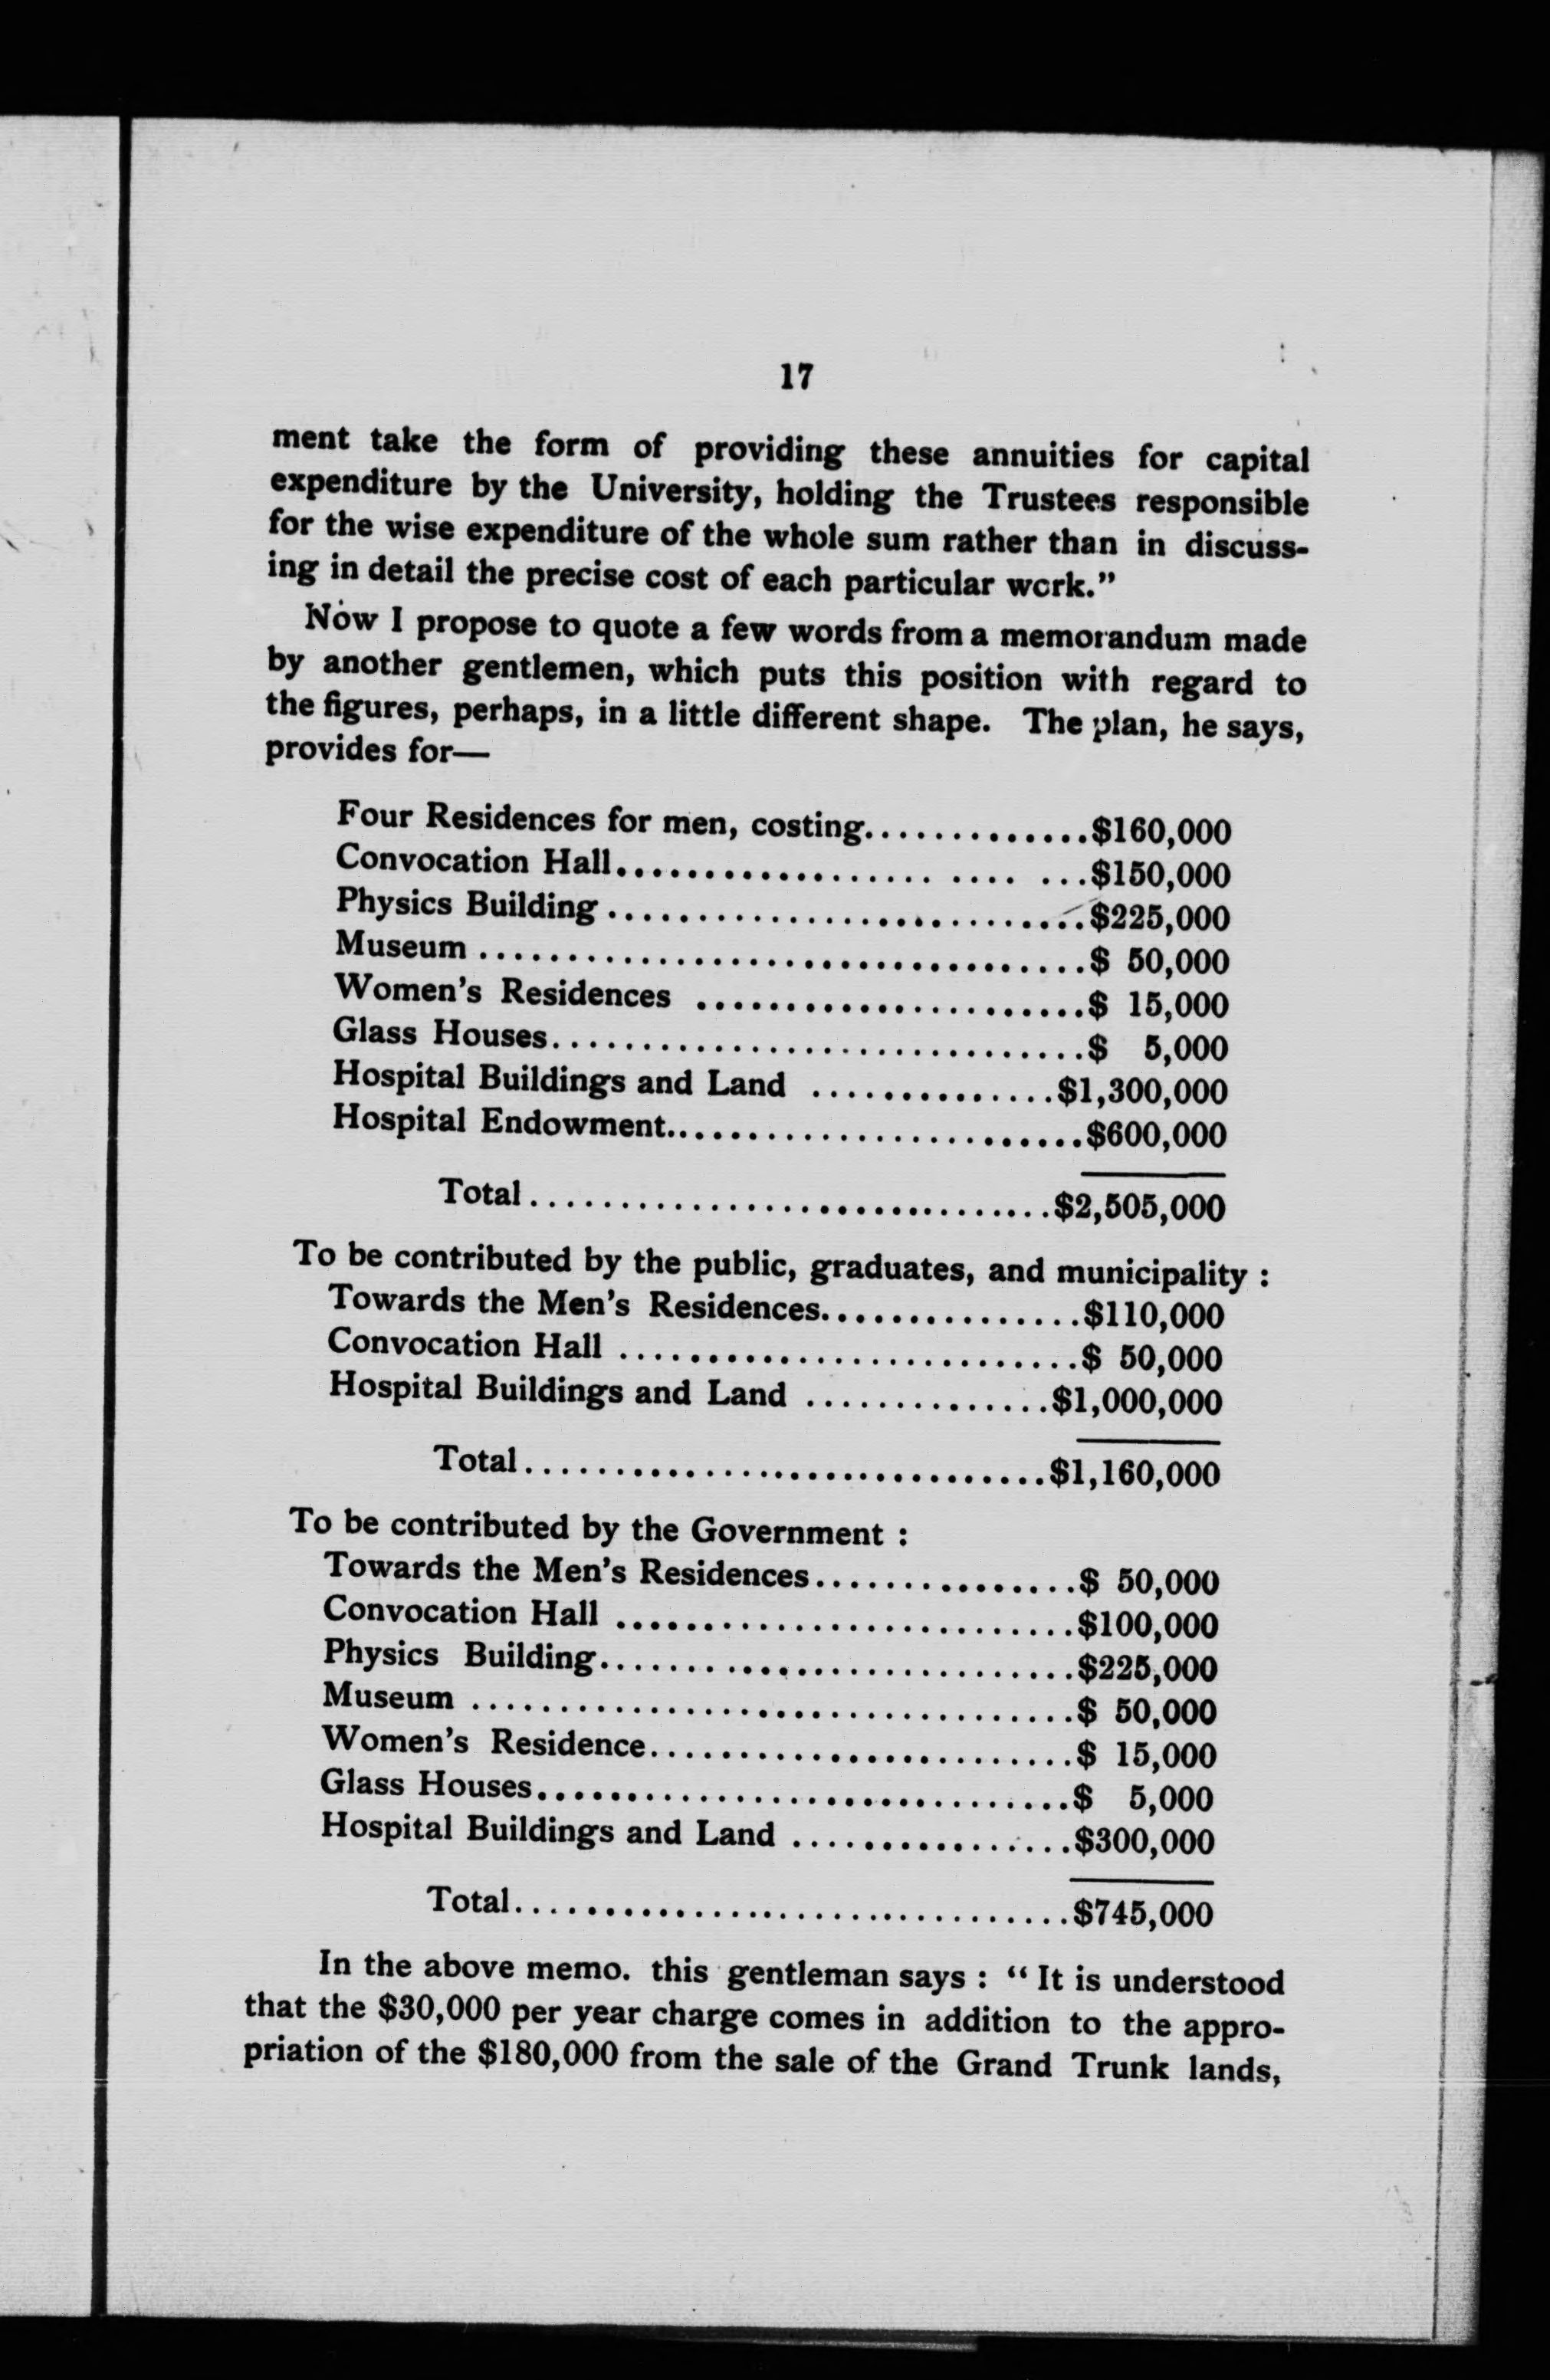 17
ment take the form of providing these annuities for capital
expenditure by the University, holding the Trustees responsible
for the wise expenditure of the whole sum rather than in discuss-
ing in detail the precise cost of each particular work."
Now I propose to quote a few words from a memorandum made
by another gentlemen, which puts this position with regard to
the figures, perhaps, in a little different shape. The plan, he says,
provides for—
Four Residences for men, costing.............$160,000
Convocation Hall.................. .... ...$150,000
Physics Building ...........................$225,000
Museum ..................................$ 50,000
Women's Residences ......................$ 15,000
Glass Houses..............................$ 5,000
Hospital Buildings and Land ..............$1,300,000
Hospital Endowment........................$600,000
Total.............................$2,505,000
To be contributed by the public, graduates, and municipality :
Towards the Men's Residences...............$110,000
Convocation Hall ..........................$ 50,000
Hospital Buildings and Land ..............$1,000,000
Total.............................$1,160,000
To be contributed by the Government :
Towards the Men's Residences...............$ 50,000
Convocation Hall ..........................$100,000
Physics Building...........................$225,000
Museum ..................................$ 50,000
Women's Residence........................$ 15,000
Glass Houses..............................$ 5,000
Hospital Buildings and Land ................$300,000
Total...............................$745,000
In the above memo. this gentleman says : " It is understood
that the $30,000 per year charge comes in addition to the appro-
priation of the $180,000 from the sale of the Grand Trunk lands,